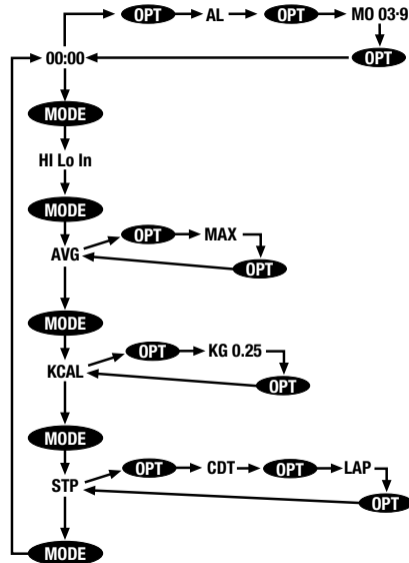 OPT AL OPT MO 03·9
00:00 OPT
MODE
HI Lo In
MODE
OPT MAX
AVG OPT
MODE
OPT KG 0.25
KCAL OPT
MODE
OPT CDT OPT LAP
STP OPT
MODE